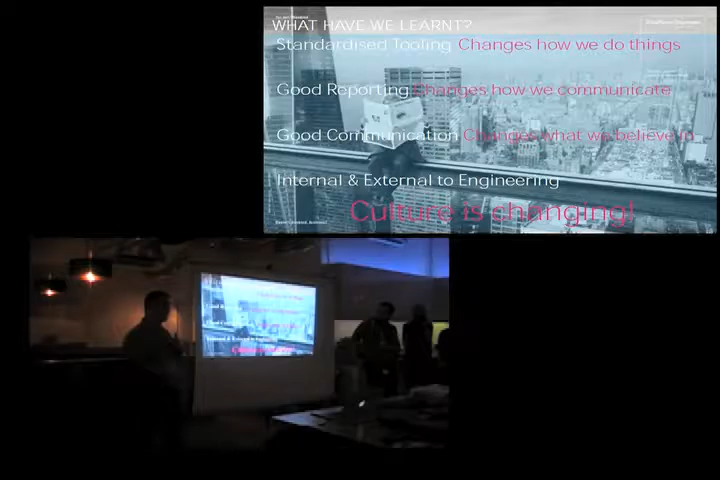 WHAT HAVE WE LEARNT?
Standardised Tooling Changes how we do things
Good Reporting Changes how we communicate
Good Communication Changes what we believe in
Internal & External to Engineering
Culture is changing!